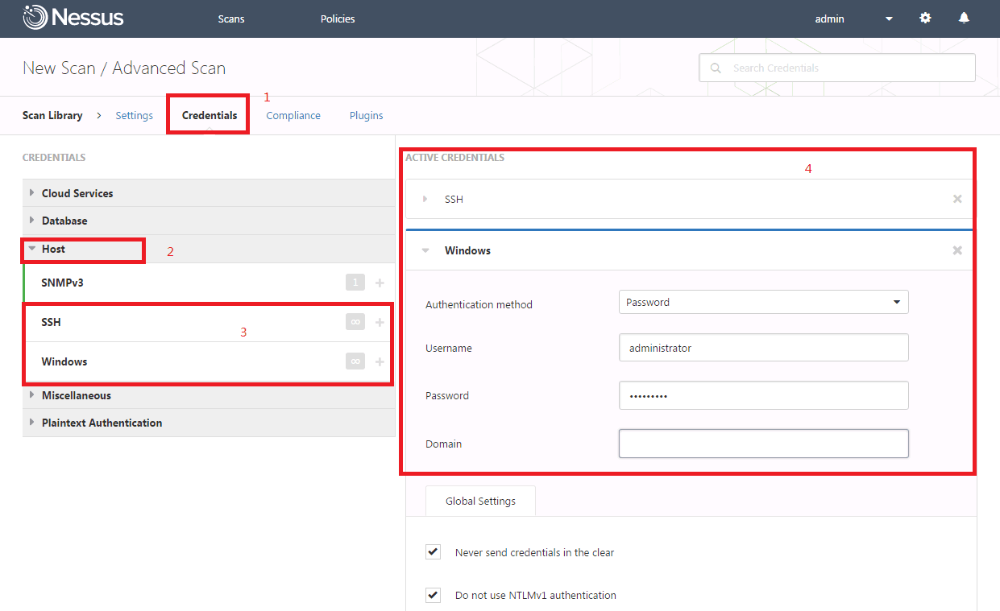 Nessus Scans Policies admin
New Scan / Advanced Scan
Search Credentials
1
Scan Library > Settings Credentials Compliance Plugins
CREDENTIALS
Cloud Services
Database
Host
2
SNMPv3 1 +
SSH ∞ +
3
Windows ∞ +
Miscellaneous
Plaintext Authentication
ACTIVE CREDENTIALS
4
SSH
Windows
Authentication method Password
Username administrator
Password •••••••••
Domain
Global Settings
Never send credentials in the clear
Do not use NTLMv1 authentication